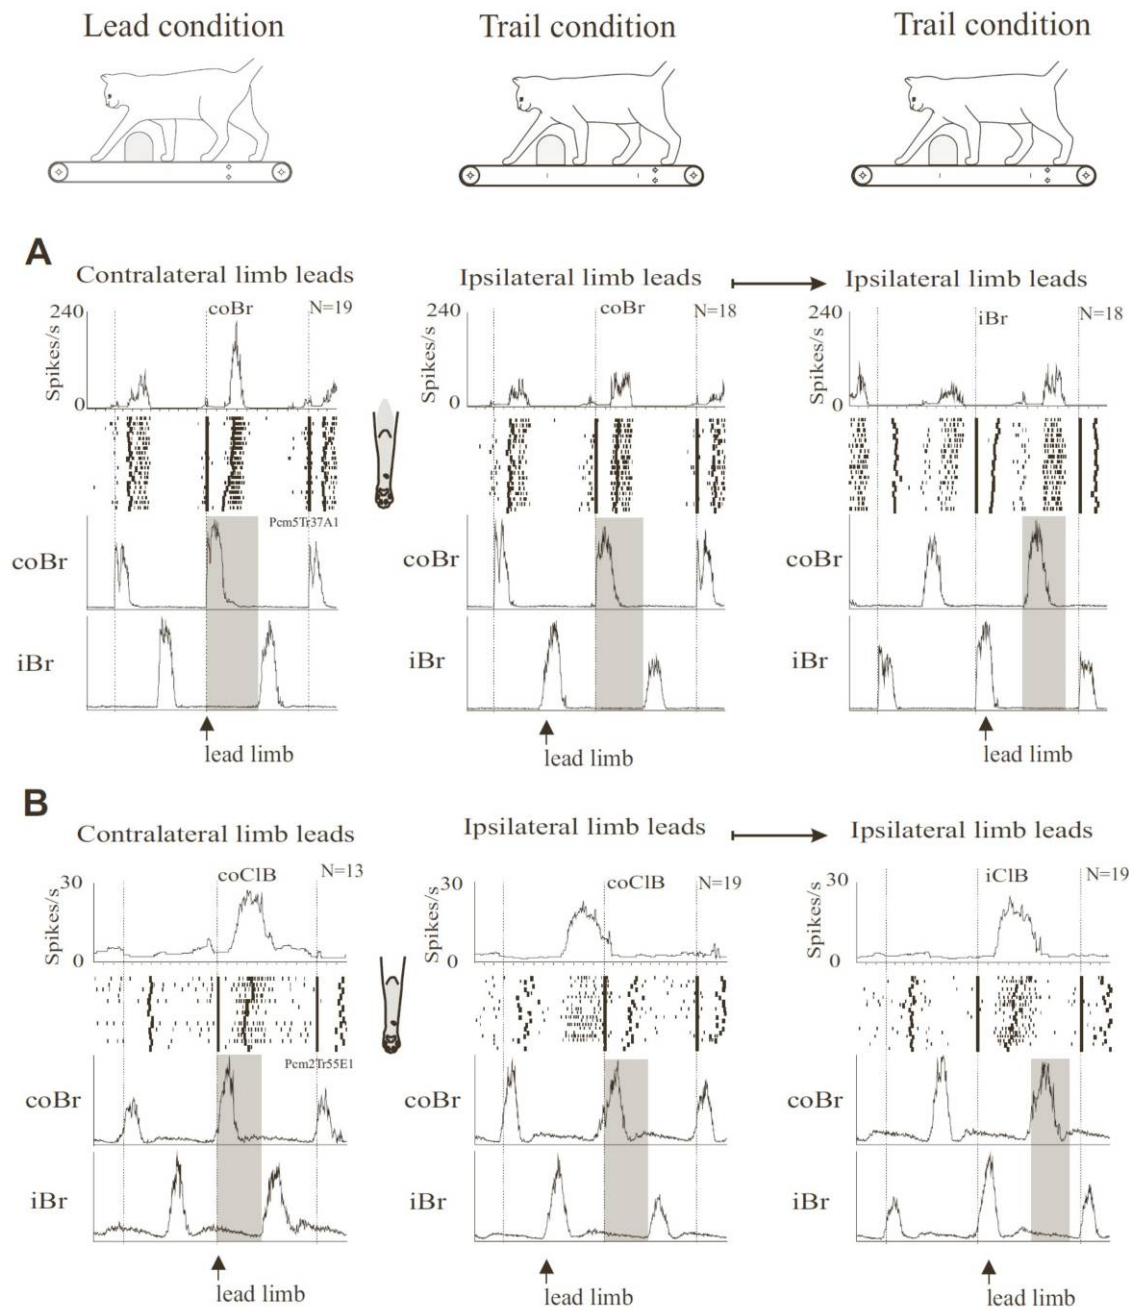 Lead condition
Trail condition
Trail condition
A
Contralateral limb leads
Ipsilateral limb leads
Ipsilateral limb leads
240
coBr
N=19
240
coBr
N=18
240
iBr
N=18
Spikes/s
Spikes/s
Spikes/s
0
0
0
Pcm5Tr37A1
coBr
coBr
coBr
iBr
iBr
iBr
lead limb
lead limb
lead limb
B
Contralateral limb leads
Ipsilateral limb leads
Ipsilateral limb leads
30
coClB
N=13
30
coClB
N=19
30
iClB
N=19
Spikes/s
Spikes/s
Spikes/s
0
0
0
Pcm2Tr55E1
coBr
coBr
coBr
iBr
iBr
iBr
lead limb
lead limb
lead limb